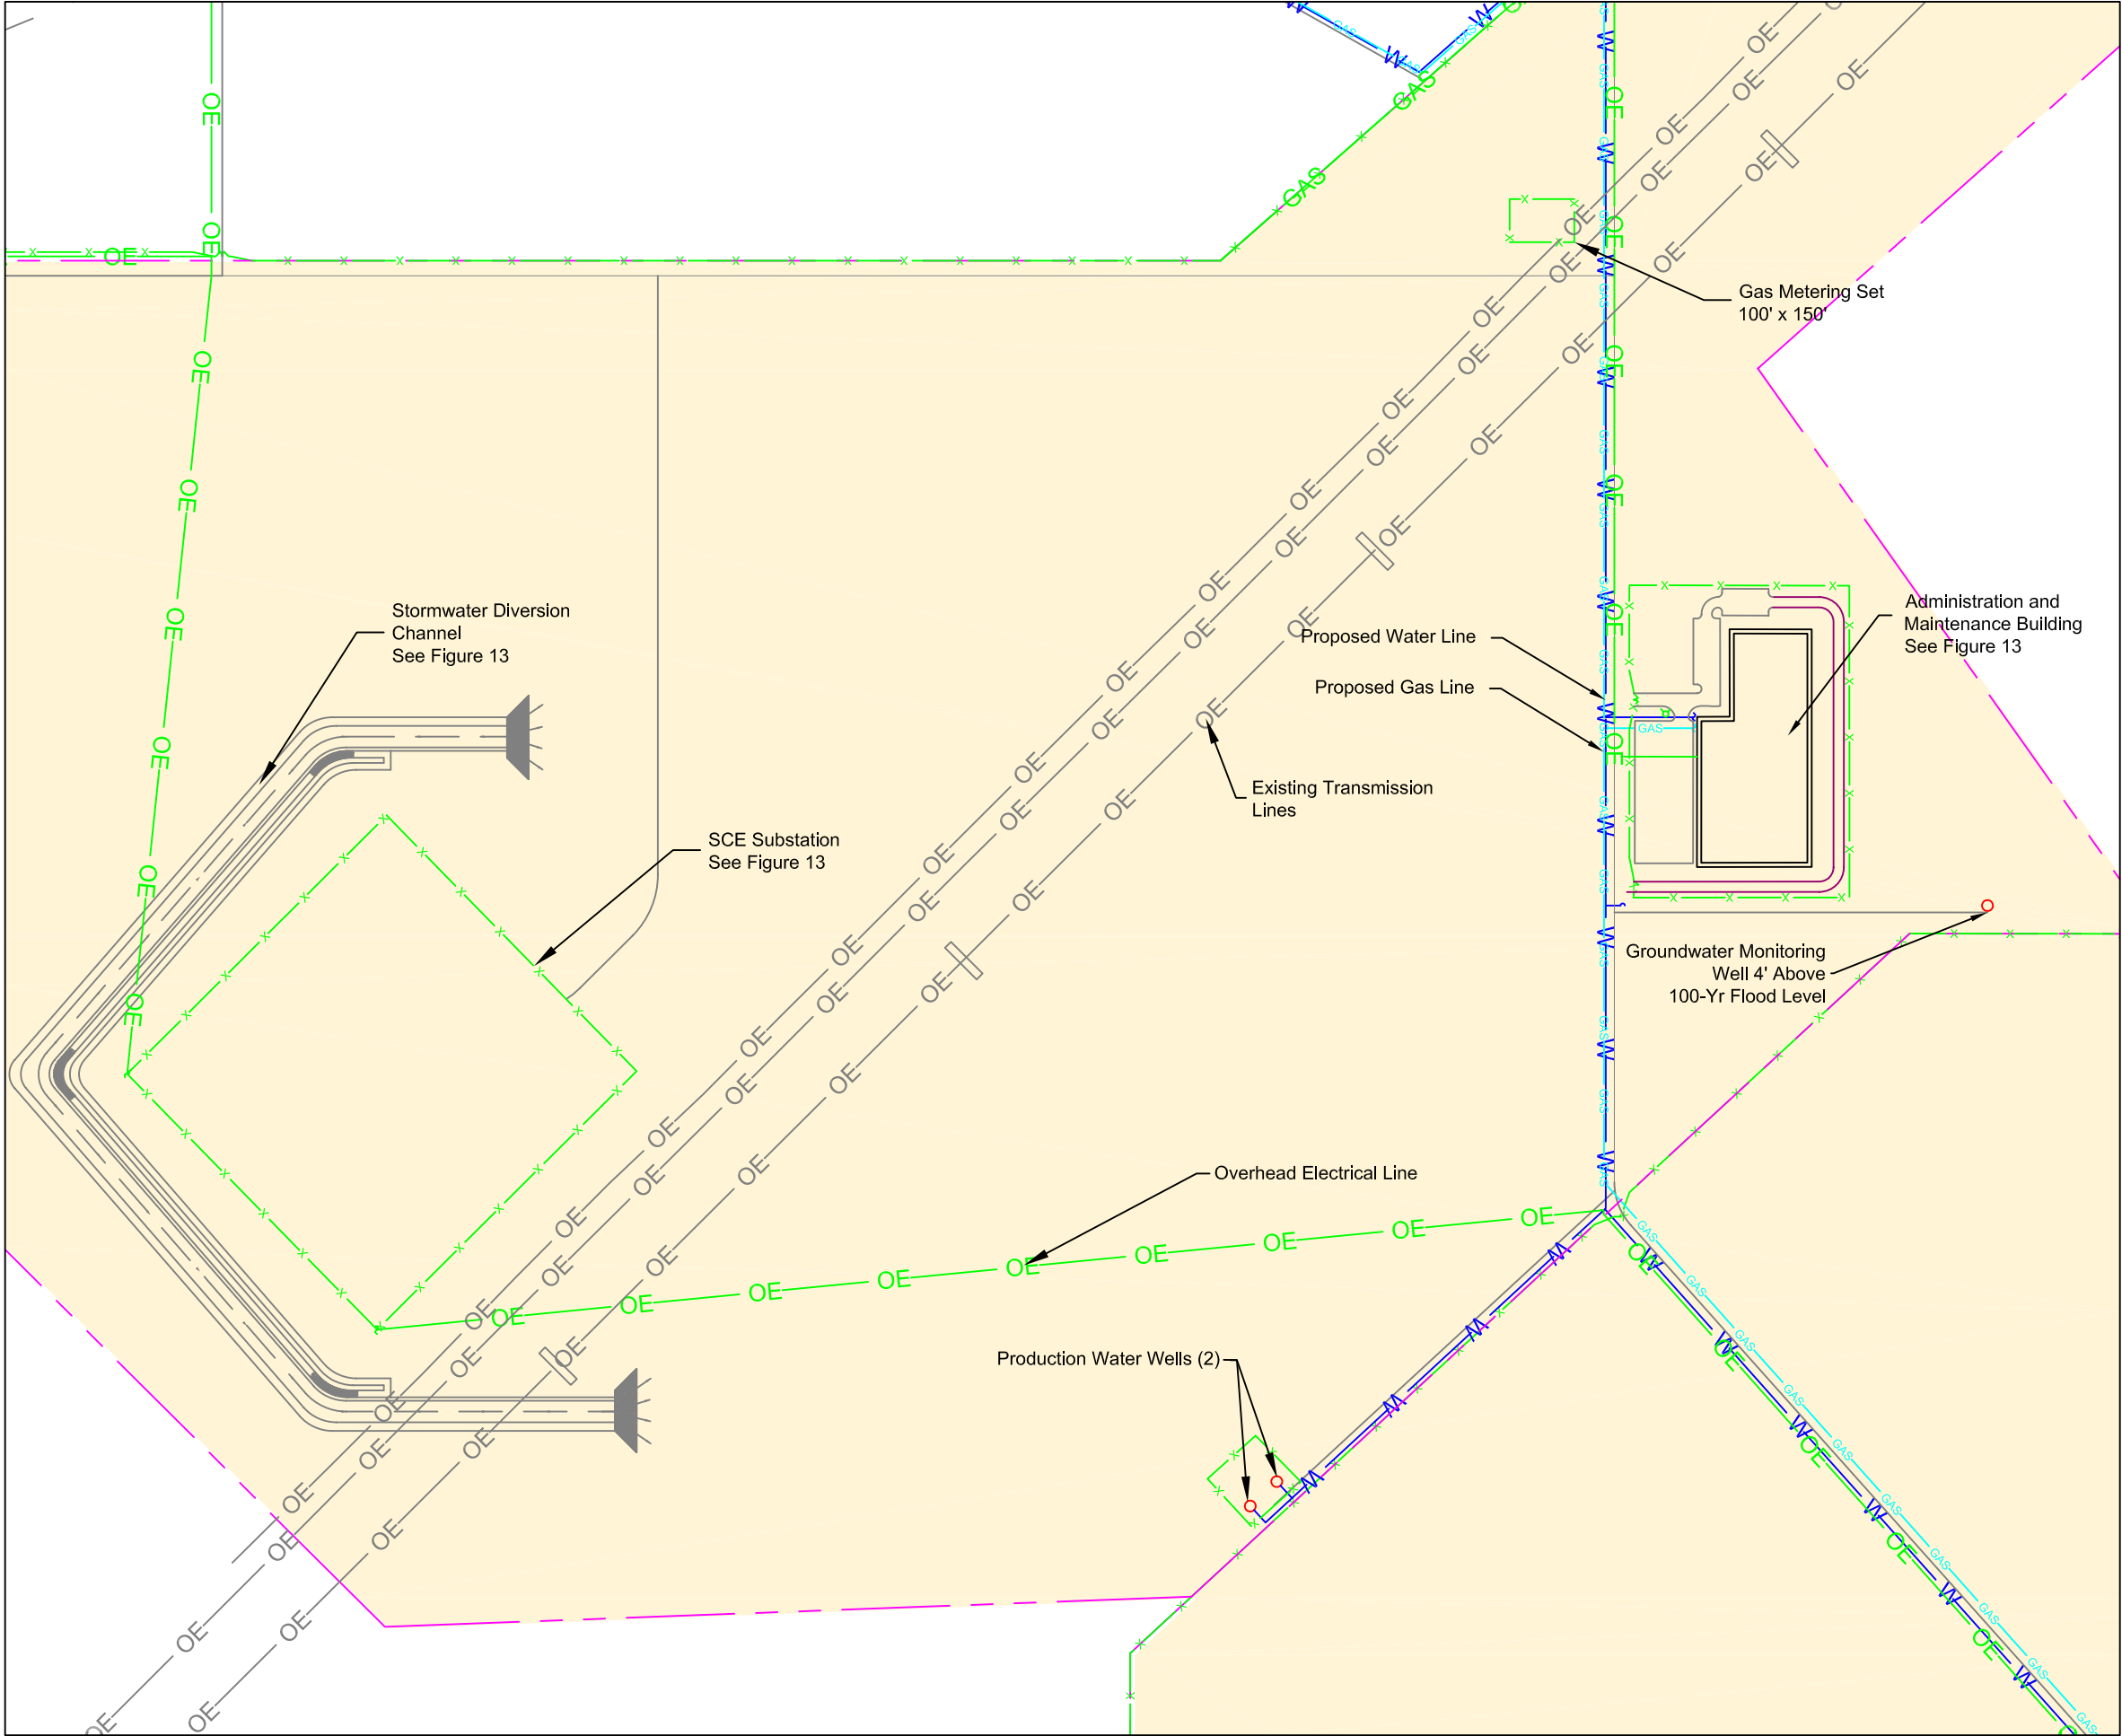 Gas Metering Set
100' x 150'
Stormwater Diversion
Channel
See Figure 13
Administration and
Maintenance Building
See Figure 13
Proposed Water Line
Proposed Gas Line
Existing Transmission
Lines
SCE Substation
See Figure 13
Groundwater Monitoring
Well 4' Above
100-Yr Flood Level
Overhead Electrical Line
Production Water Wells (2)
OE
GAS
W